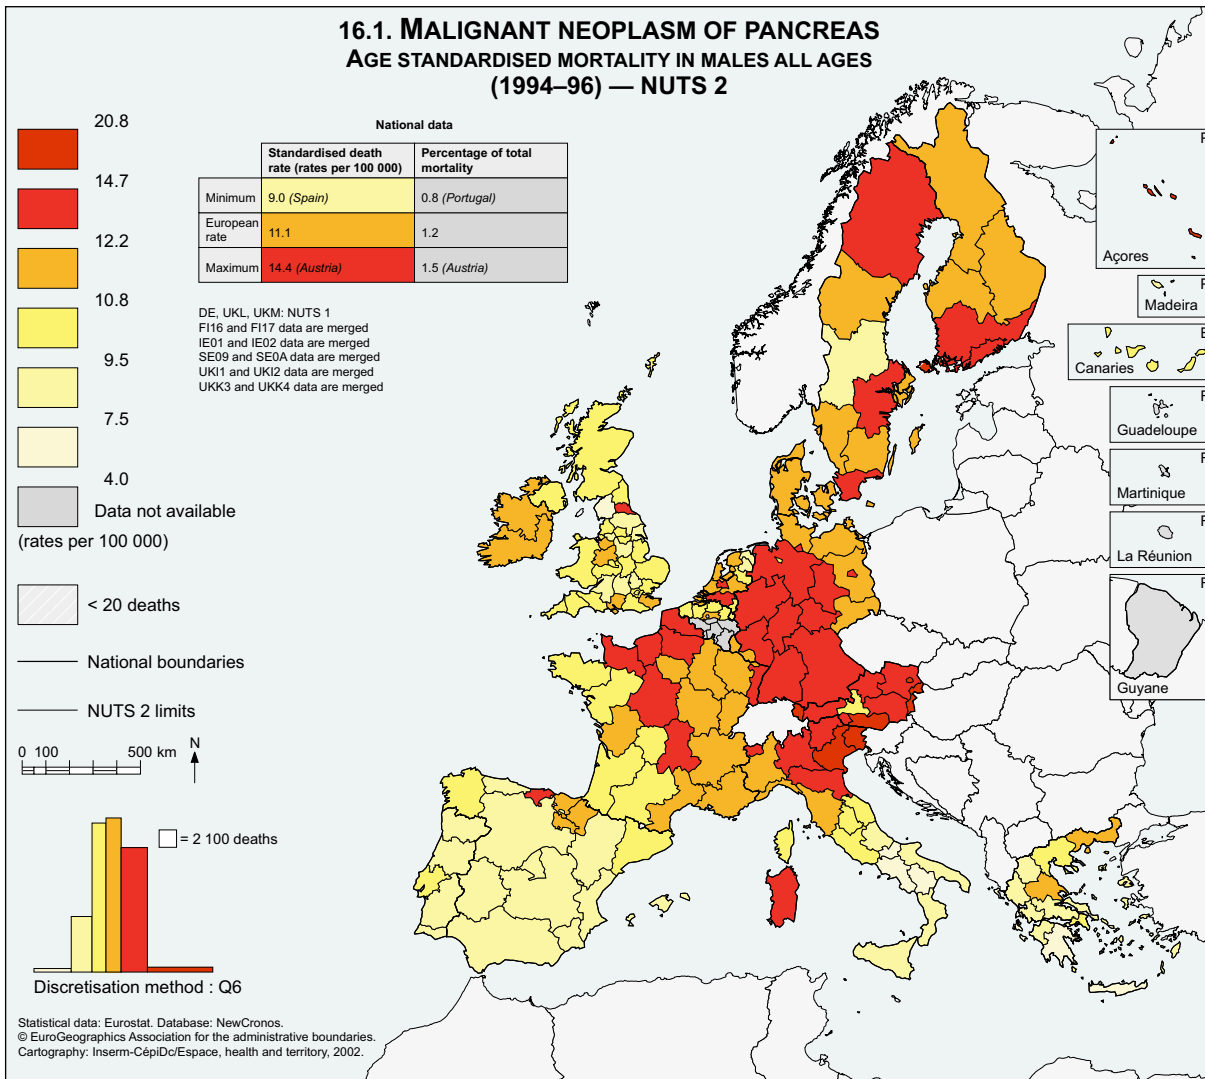 16.1. MALIGNANT NEOPLASM OF PANCREAS
AGE STANDARDISED MORTALITY IN MALES ALL AGES
(1994–96) — NUTS 2
20.8
14.7
12.2
10.8
9.5
7.5
4.0
Data not available
(rates per 100 000)
< 20 deaths
National boundaries
NUTS 2 limits
0 100 500 km
N
National data
Standardised death rate (rates per 100 000) Percentage of total mortality
Minimum 9.0 (Spain) 0.8 (Portugal)
European rate 11.1 1.2
Maximum 14.4 (Austria) 1.5 (Austria)
DE, UKL, UKM: NUTS 1
FI16 and FI17 data are merged
IE01 and IE02 data are merged
SE09 and SE0A data are merged
UKI1 and UKI2 data are merged
UKK3 and UKK4 data are merged
P
Açores
P
Madeira
E
Canaries
F
Guadeloupe
F
Martinique
F
La Réunion
F
Guyane
= 2 100 deaths
Discretisation method : Q6
Statistical data: Eurostat. Database: NewCronos.
© EuroGeographics Association for the administrative boundaries.
Cartography: Inserm-CépiDc/Espace, health and territory, 2002.